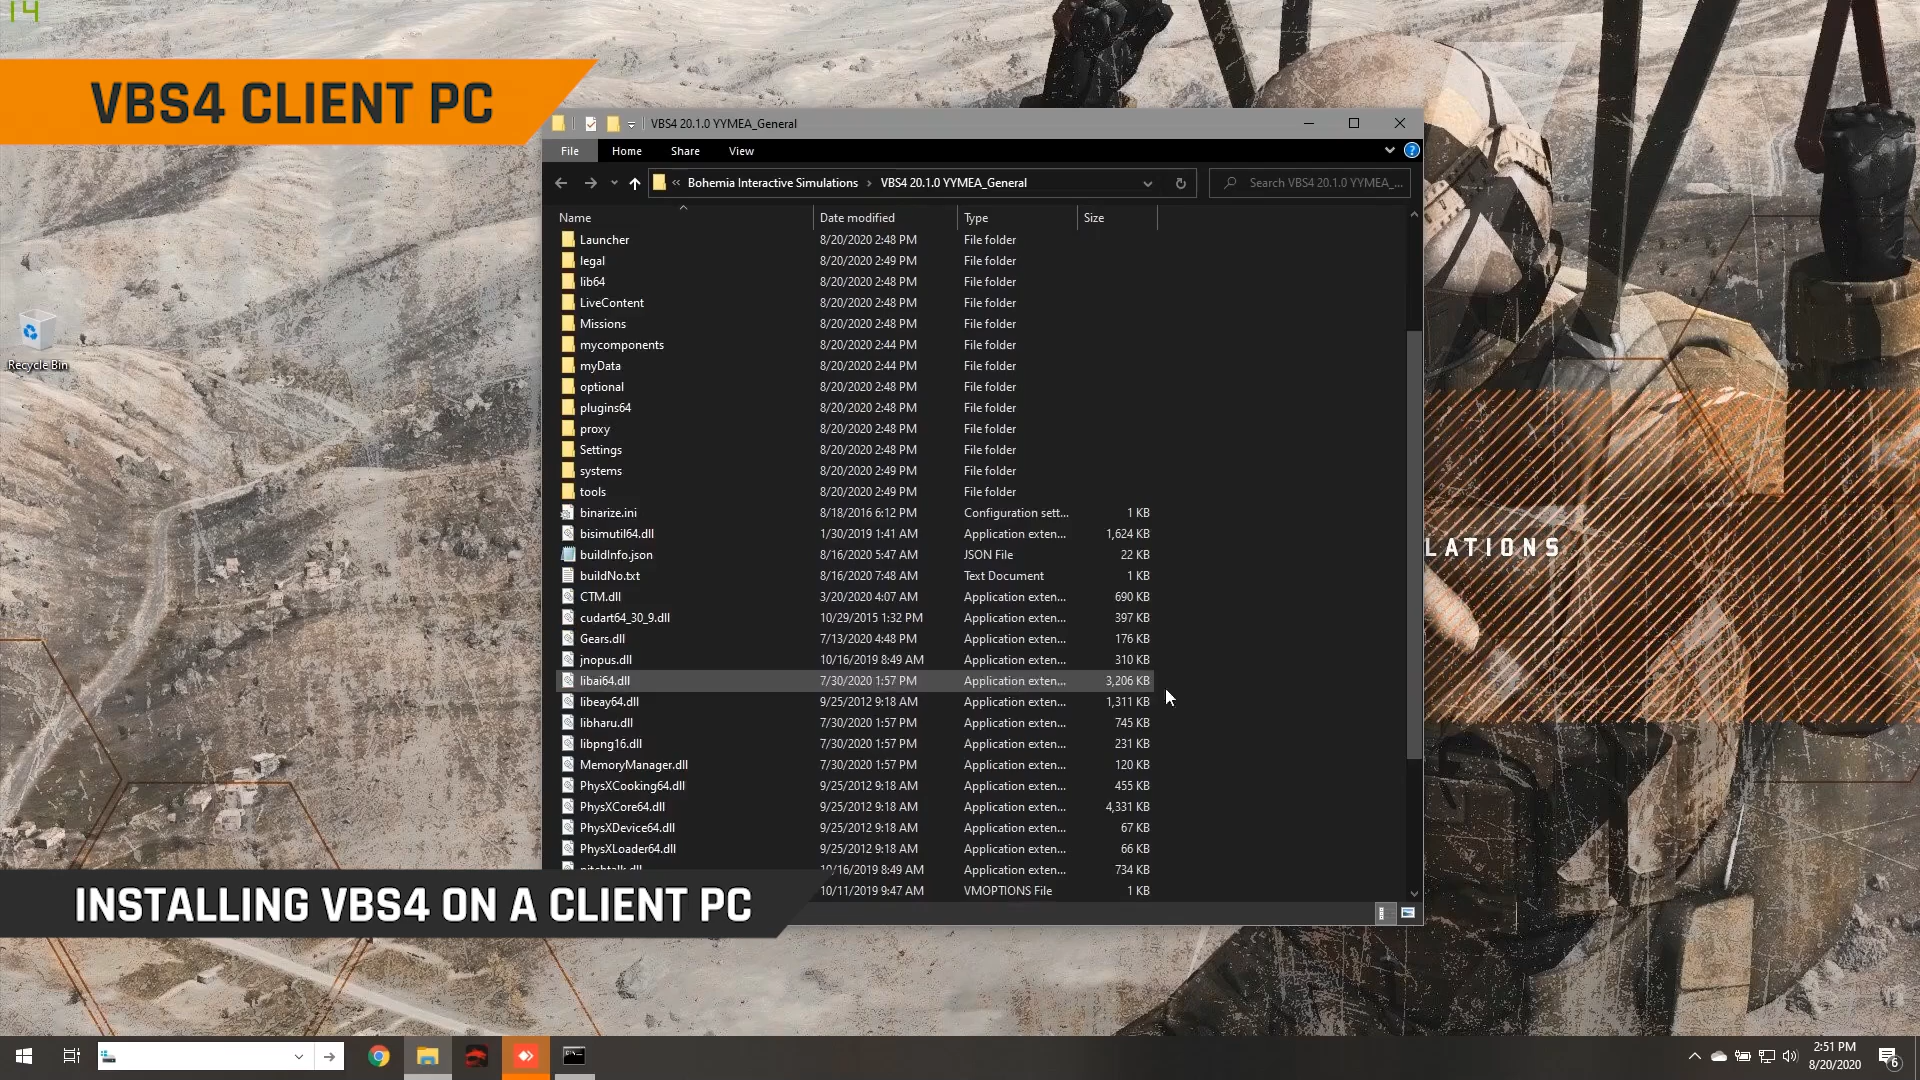 14
VBS4 CLIENT PC
VBS4 20.1.0 YYMEA_General
File Home Share View
« Bohemia Interactive Simulations › VBS4 20.1.0 YYMEA_General
Search VBS4 20.1.0 YYMEA_...
Name Date modified Type Size
Launcher 8/20/2020 2:48 PM File folder
legal 8/20/2020 2:49 PM File folder
lib64 8/20/2020 2:48 PM File folder
LiveContent 8/20/2020 2:48 PM File folder
Missions 8/20/2020 2:48 PM File folder
mycomponents 8/20/2020 2:44 PM File folder
myData 8/20/2020 2:44 PM File folder
optional 8/20/2020 2:48 PM File folder
plugins64 8/20/2020 2:48 PM File folder
proxy 8/20/2020 2:48 PM File folder
Settings 8/20/2020 2:48 PM File folder
systems 8/20/2020 2:49 PM File folder
tools 8/20/2020 2:49 PM File folder
binarize.ini 8/18/2016 6:12 PM Configuration sett... 1 KB
bisimutil64.dll 1/30/2019 1:41 AM Application exten... 1,624 KB
buildInfo.json 8/16/2020 5:47 AM JSON File 22 KB
buildNo.txt 8/16/2020 7:48 AM Text Document 1 KB
CTM.dll 3/20/2020 4:07 AM Application exten... 690 KB
cudart64_30_9.dll 10/29/2015 1:32 PM Application exten... 397 KB
Gears.dll 7/13/2020 4:48 PM Application exten... 176 KB
jnopus.dll 10/16/2019 8:49 AM Application exten... 310 KB
libai64.dll 7/30/2020 1:57 PM Application exten... 3,206 KB
libeay64.dll 9/25/2012 9:18 AM Application exten... 1,311 KB
libharu.dll 7/30/2020 1:57 PM Application exten... 745 KB
libpng16.dll 7/30/2020 1:57 PM Application exten... 231 KB
MemoryManager.dll 7/30/2020 1:57 PM Application exten... 120 KB
PhysXCooking64.dll 9/25/2012 9:18 AM Application exten... 455 KB
PhysXCore64.dll 9/25/2012 9:18 AM Application exten... 4,331 KB
PhysXDevice64.dll 9/25/2012 9:18 AM Application exten... 67 KB
PhysXLoader64.dll 9/25/2012 9:18 AM Application exten... 66 KB
10/16/2019 8:49 AM Application exten... 734 KB
10/11/2019 9:47 AM VMOPTIONS File 1 KB
Recycle Bin
LATIONS
INSTALLING VBS4 ON A CLIENT PC
2:51 PM
8/20/2020
6